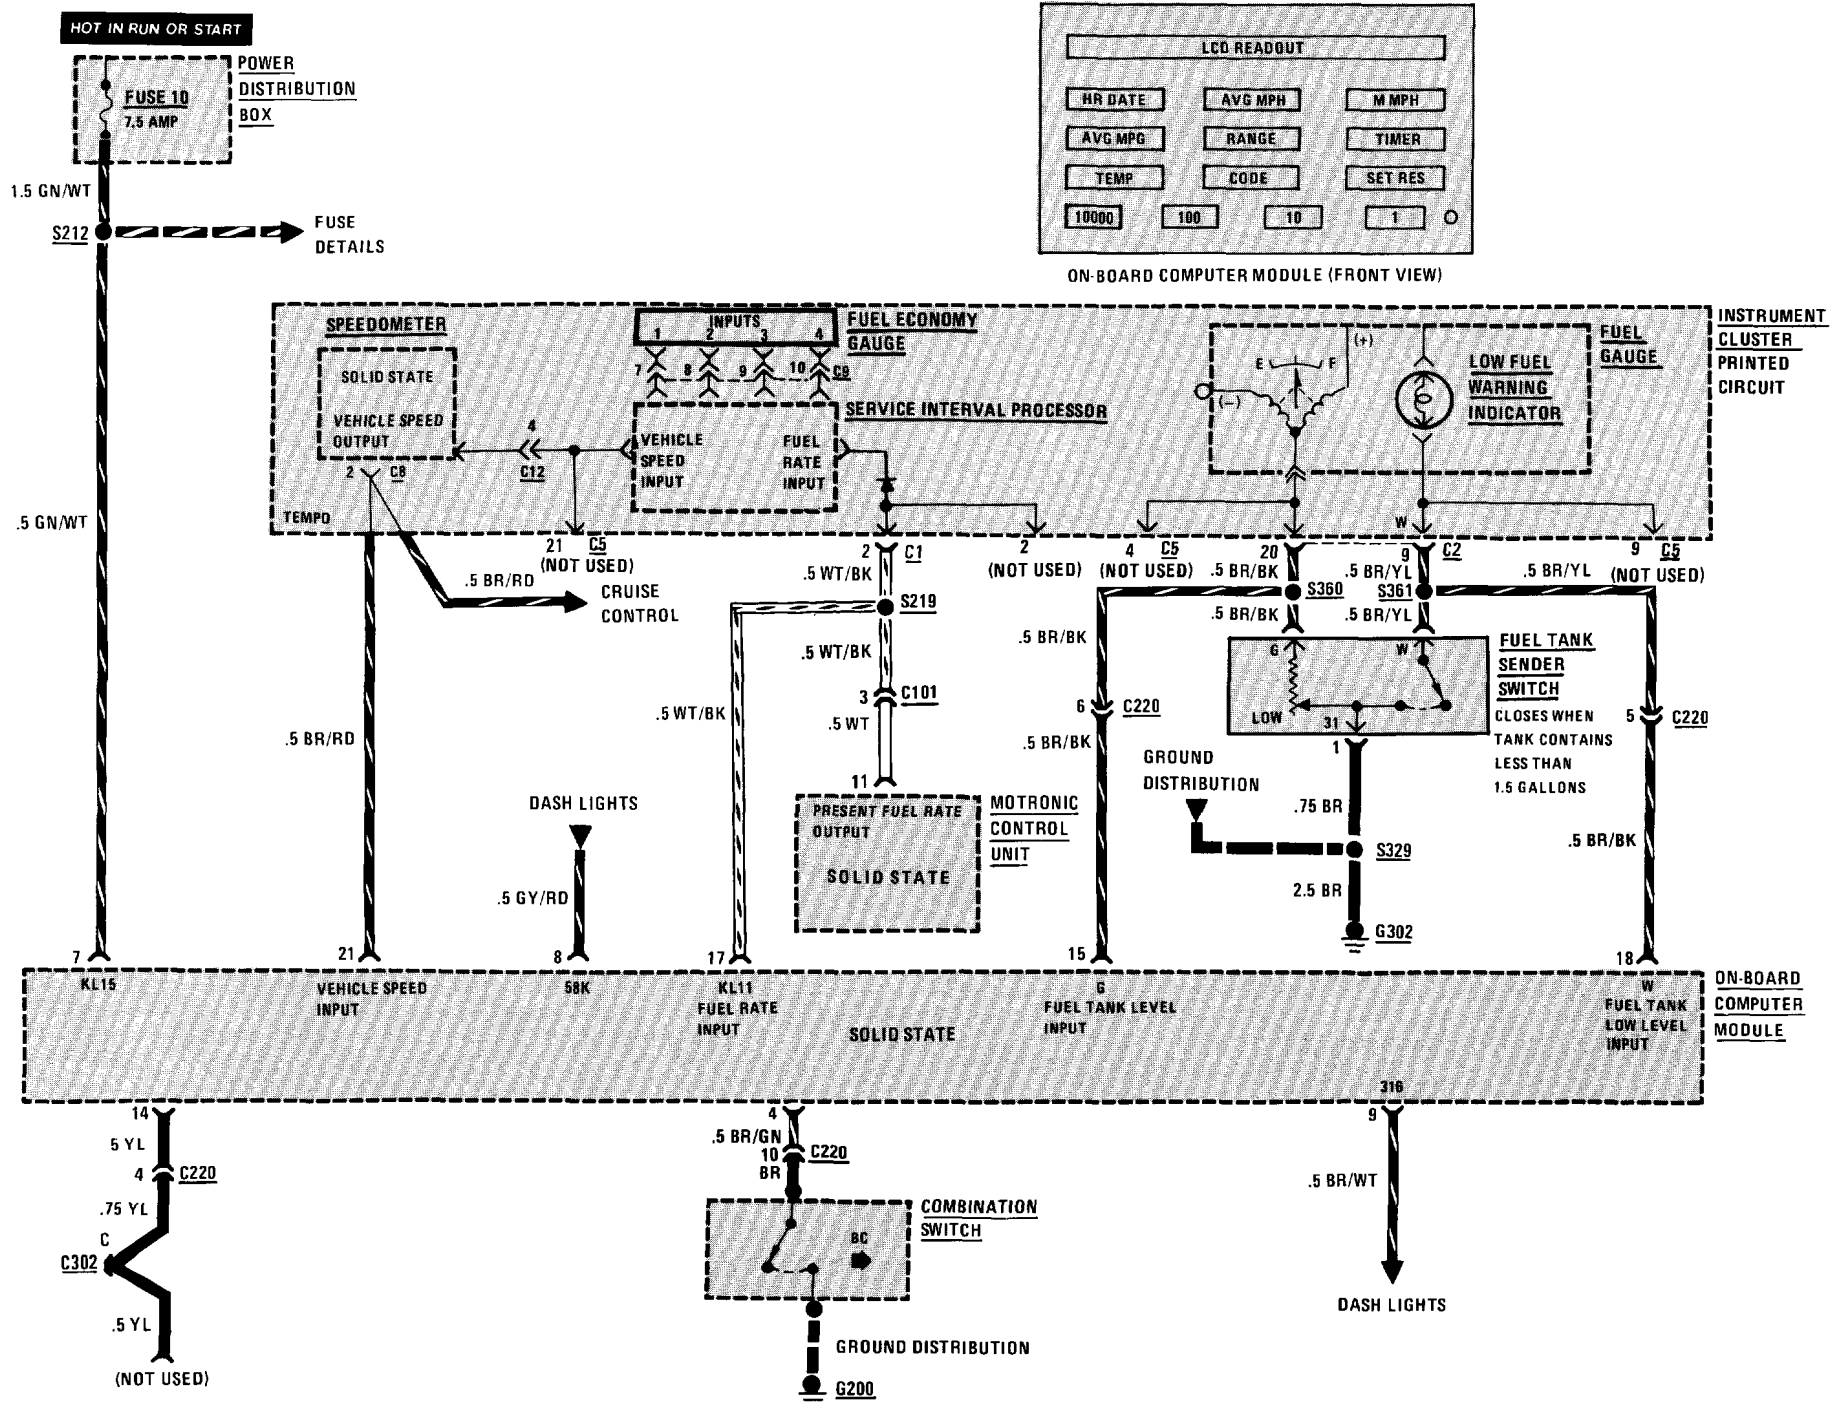 HOT IN RUN OR START
POWER
DISTRIBUTION
BOX
FUSE 10
7.5 AMP
1.5 GN/WT
S212
FUSE
DETAILS
.5 GN/WT
LCD READOUT
HR DATE
AVG MPH
M MPH
AVG MPG
RANGE
TIMER
TEMP
CODE
SET RES
10000
100
10
1
ON-BOARD COMPUTER MODULE (FRONT VIEW)
INSTRUMENT
CLUSTER
PRINTED
CIRCUIT
SPEEDOMETER
SOLID STATE
VEHICLE SPEED
OUTPUT
2
C8
TEMPO
4
C12
INPUTS
1 2 3 4
FUEL ECONOMY
GAUGE
7 8 9 10 C9
SERVICE INTERVAL PROCESSOR
VEHICLE
SPEED
INPUT
FUEL
RATE
INPUT
E F
(+)
(−)
FUEL
GAUGE
LOW FUEL
WARNING
INDICATOR
W
21 C5
(NOT USED)
2 C1
2
(NOT USED)
4 C5
(NOT USED)
20
9 C2
9 C5
(NOT USED)
.5 BR/RD
CRUISE
CONTROL
.5 WT/BK
S219
.5 BR/BK
.5 BR/YL
.5 BR/YL
S360
S361
.5 BR/BK
.5 BR/YL
.5 WT/BK
3 C101
.5 WT/BK
.5 WT
11
.5 BR/RD
.5 BR/BK
6 C220
.5 BR/BK
G
W
LOW
31
1
FUEL TANK
SENDER
SWITCH
CLOSES WHEN
TANK CONTAINS
LESS THAN
1.5 GALLONS
5 C220
.5 BR/BK
GROUND
DISTRIBUTION
.75 BR
S329
2.5 BR
G302
DASH LIGHTS
.5 GY/RD
PRESENT FUEL RATE
OUTPUT
SOLID STATE
MOTRONIC
CONTROL
UNIT
7
21
8
17
15
18
KL15
VEHICLE SPEED
INPUT
58K
KL11
FUEL RATE
INPUT
SOLID STATE
G
FUEL TANK LEVEL
INPUT
W
FUEL TANK
LOW LEVEL
INPUT
316
ON-BOARD
COMPUTER
MODULE
14
5 YL
4 C220
.75 YL
C
C302
.5 YL
(NOT USED)
4
.5 BR/GN
10 C220
BR
COMBINATION
SWITCH
BC
GROUND DISTRIBUTION
G200
9
.5 BR/WT
DASH LIGHTS